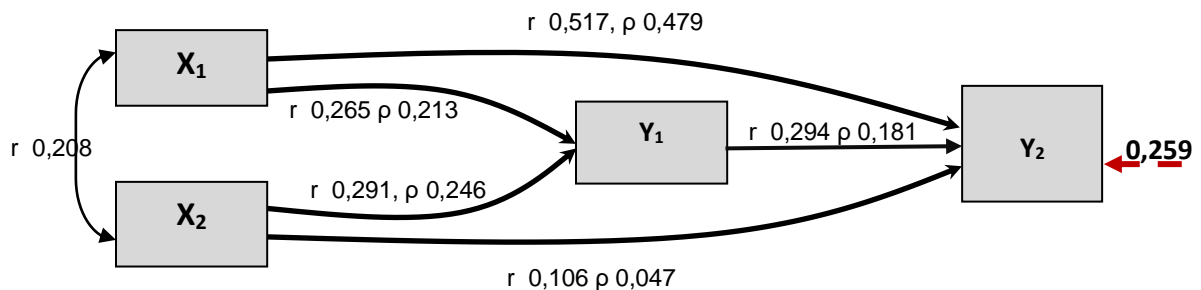 r 0,517, ρ 0,479
X₁
r 0,265 ρ 0,213
Y₁
r 0,294 ρ 0,181
Y₂
0,259
r 0,208
r 0,291, ρ 0,246
X₂
r 0,106 ρ 0,047